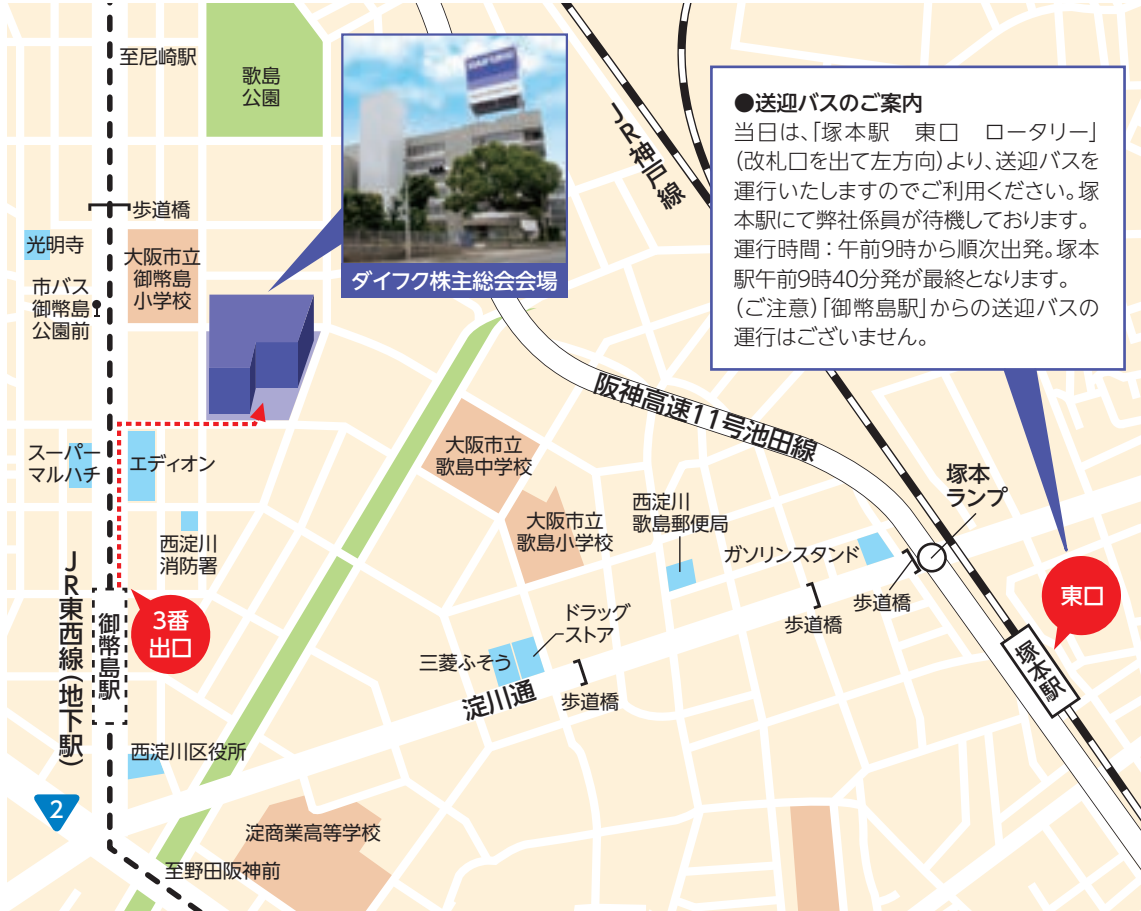 至尼崎駅
歌島
公園
JR神戸線
●送迎バスのご案内
当日は、「塚本駅　東口　ロータリー」
(改札口を出て左方向)より、送迎バスを
運行いたしますのでご利用ください。塚
本駅にて弊社係員が待機しております。
運行時間：午前9時から順次出発。塚本
駅午前9時40分発が最終となります。
(ご注意)「御幣島駅」からの送迎バスの
運行はございません。
ダイフク株主総会会場
歩道橋
光明寺
大阪市立
御幣島
小学校
市バス
御幣島
公園前
阪神高速11号池田線
スーパー
マルハチ
エディオン
大阪市立
歌島中学校
塚本
ランプ
西淀川
歌島郵便局
大阪市立
歌島小学校
ガソリンスタンド
西淀川
消防署
JR東西線(地下駅)
御幣島駅
3番
出口
東口
歩道橋
歩道橋
ドラッグ
ストア
三菱ふそう
塚本駅
淀川通
歩道橋
西淀川区役所
2
淀商業高等学校
至野田阪神前